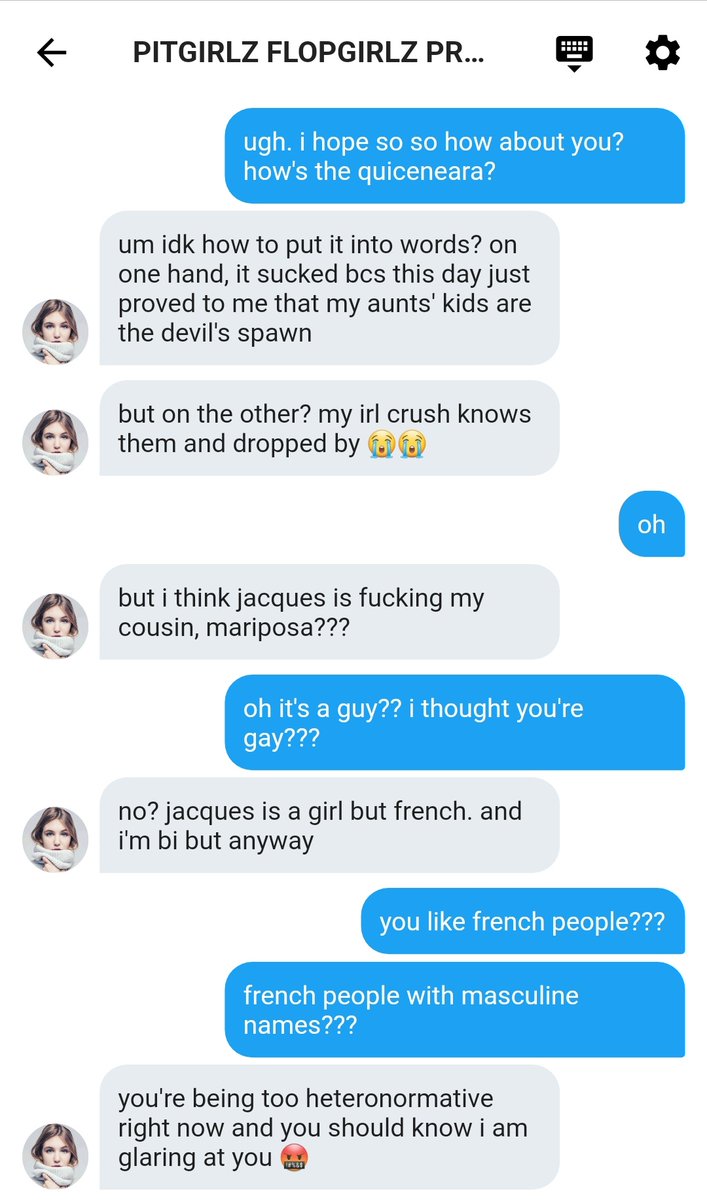 PITGIRLZ FLOPGIRLZ PR...
ugh. i hope so so how about you?
how's the quiceneara?
um idk how to put it into words? on
one hand, it sucked bcs this day just
proved to me that my aunts' kids are
the devil's spawn
but on the other? my irl crush knows
them and dropped by 😭😭
oh
but i think jacques is fucking my
cousin, mariposa???
oh it's a guy?? i thought you're
gay???
no? jacques is a girl but french. and
i'm bi but anyway
you like french people???
french people with masculine
names???
you're being too heteronormative
right now and you should know i am
glaring at you 🤬